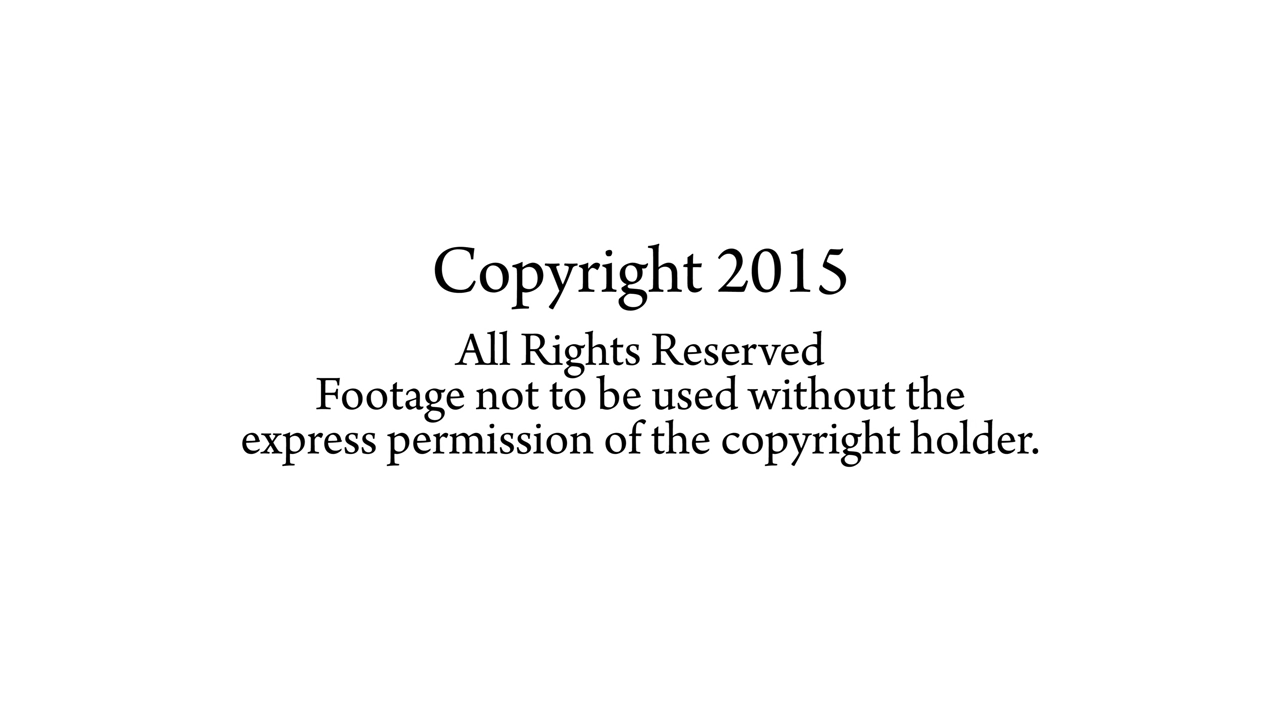 Copyright 2015
All Rights Reserved
Footage not to be used without the
express permission of the copyright holder.